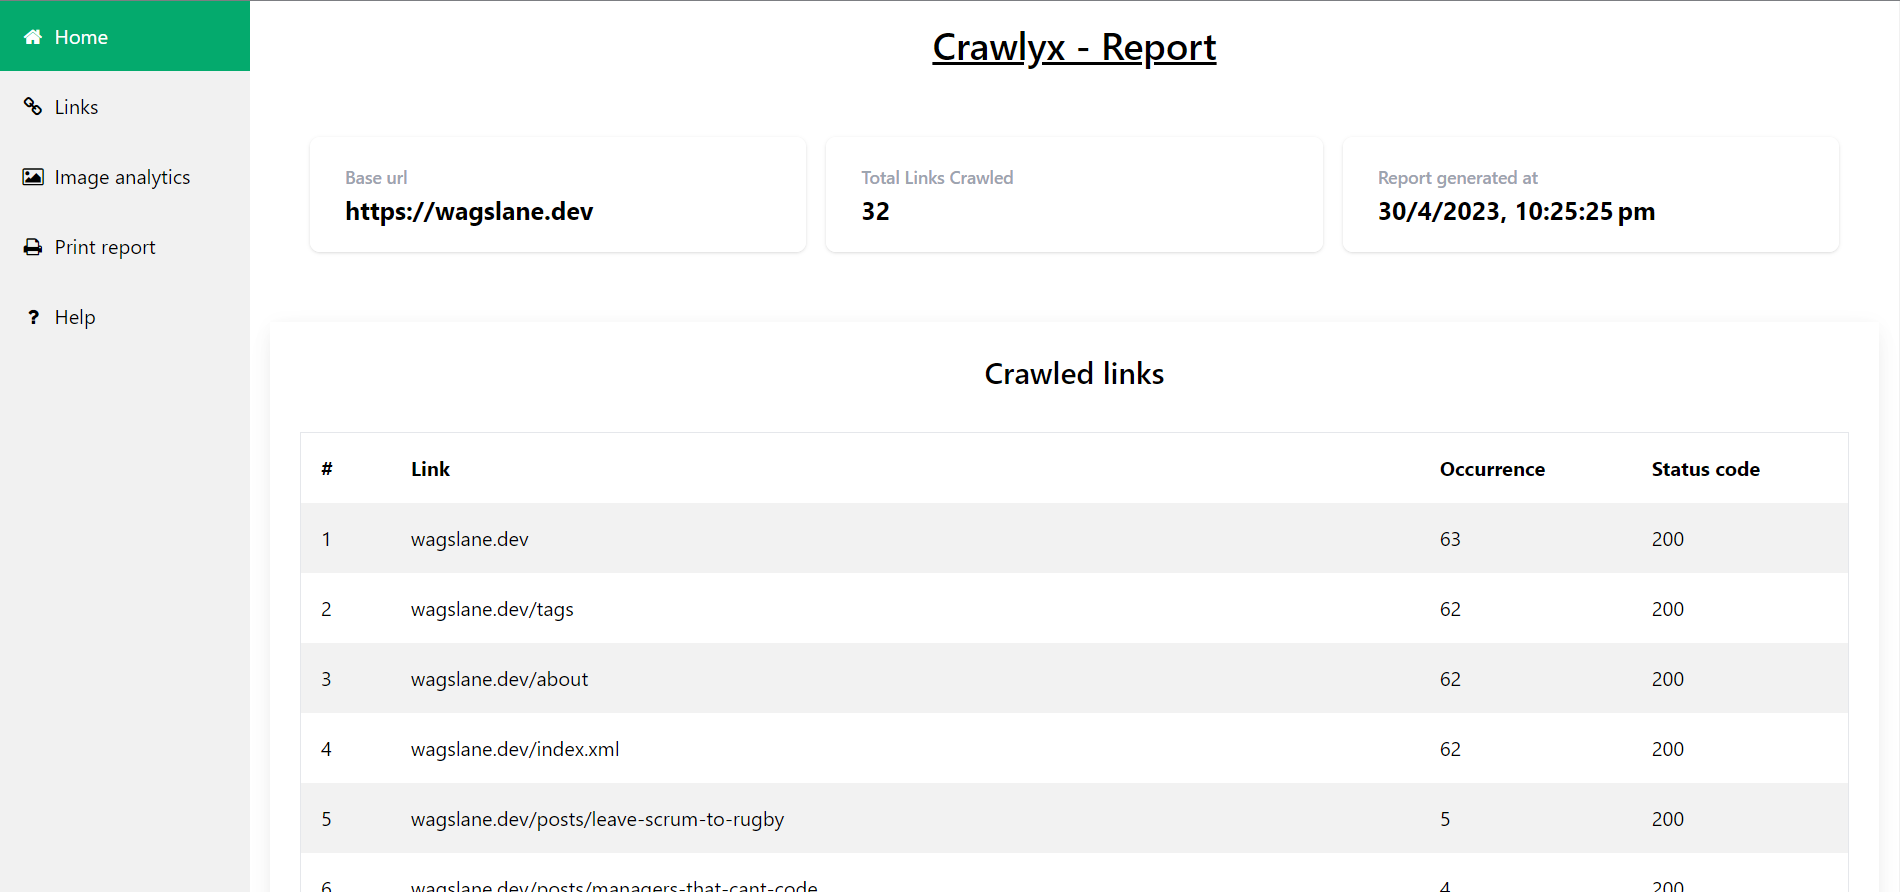 Home
Links
Image analytics
Print report
? Help
Crawlyx - Report
Base url
https://wagslane.dev
Total Links Crawled
32
Report generated at
30/4/2023, 10:25:25 pm
Crawled links
# Link Occurrence Status code
1 wagslane.dev 63 200
2 wagslane.dev/tags 62 200
3 wagslane.dev/about 62 200
4 wagslane.dev/index.xml 62 200
5 wagslane.dev/posts/leave-scrum-to-rugby 5 200
6 wagslane.dev/posts/managers-that-cant-code 4 200